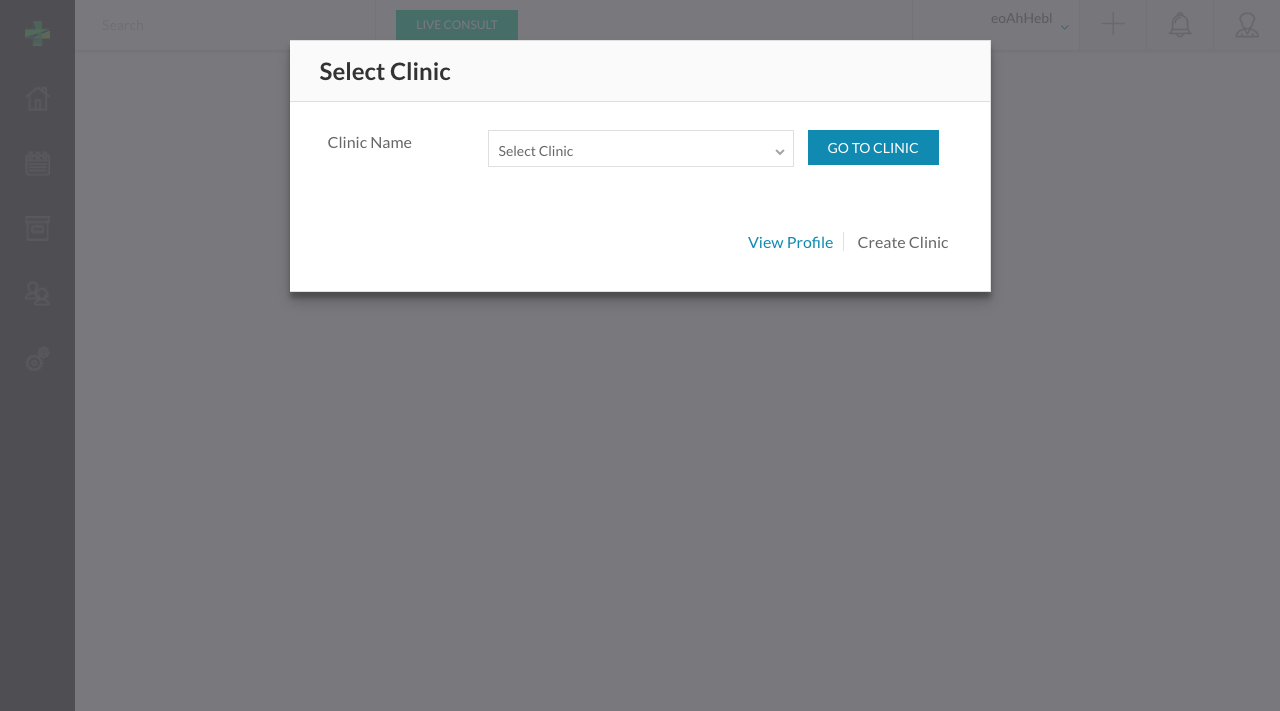 Search
LIVE CONSULT
eoAhHebl
Select Clinic
Clinic Name
Select Clinic
GO TO CLINIC
View Profile
Create Clinic